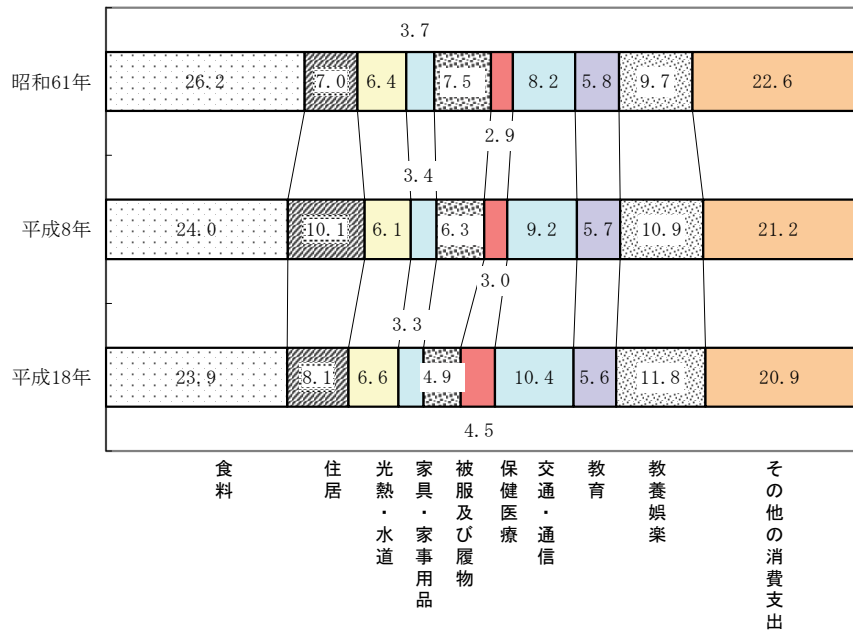 3.7
昭和61年 26.2 7.0 6.4 7.5 8.2 5.8 9.7 22.6
2.9
3.4
平成8年 24.0 10.1 6.1 6.3 9.2 5.7 10.9 21.2
3.0
3.3
平成18年 23.9 8.1 6.6 4.9 10.4 5.6 11.8 20.9
4.5
食料
住居
光熱・水道
家具・家事用品
被服及び履物
保健医療
交通・通信
教育
教養娯楽
その他の消費支出